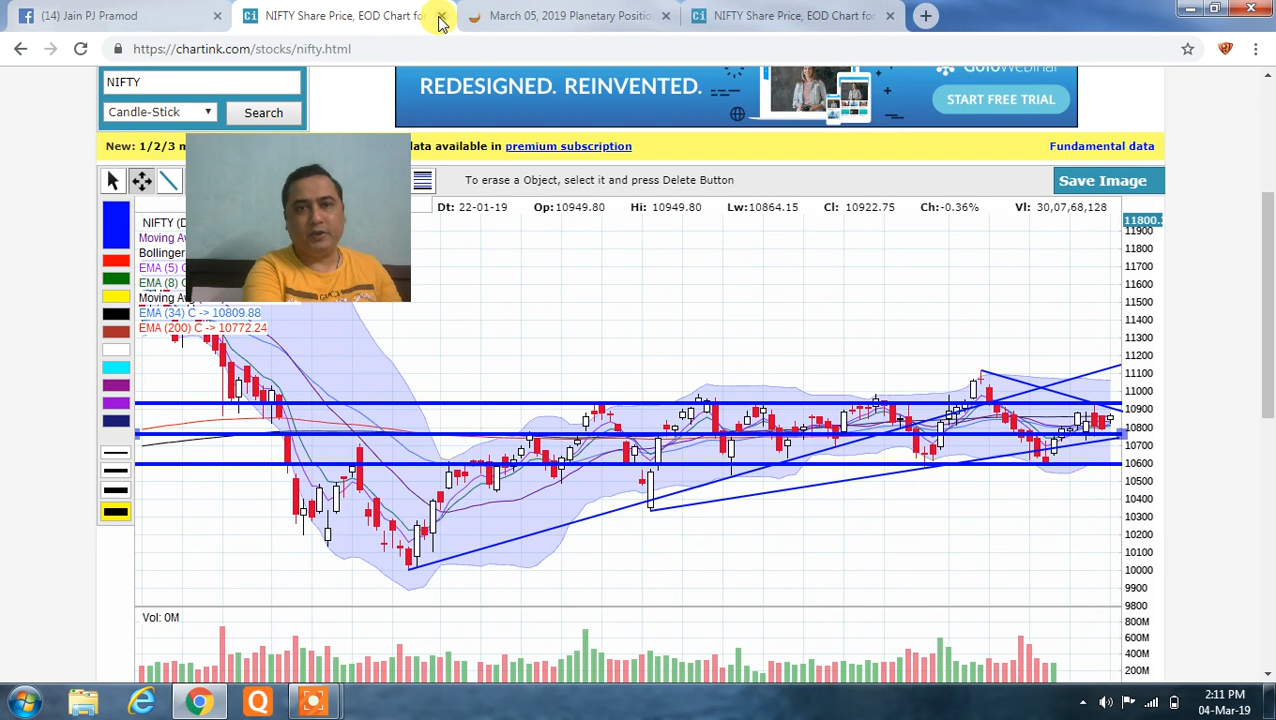 (14) Jain PJ Pramod
NIFTY Share Price, EOD Chart for
March 05, 2019 Planetary Positio
NIFTY Share Price, EOD Chart for
https://chartink.com/stocks/nifty.html
NIFTY
Candle-Stick
Search
REDESIGNED. REINVENTED.
START FREE TRIAL
New: 1/2/3 m
data available in premium subscription
Fundamental data
To erase a Object, select it and press Delete Button
Save Image
Dt: 22-01-19 Op:10949.80 Hi: 10949.80 Lw:10864.15 Cl: 10922.75 Ch:-0.36% Vl: 30,07,68,128
NIFTY (D
Moving Av
Bollinger
EMA (5) C
EMA (8) C
Moving Av
EMA (34) C -> 10809.88
EMA (200) C -> 10772.24
11900
11800
11700
11600
11500
11400
11300
11200
11100
11000
10900
10800
10700
10600
10500
10400
10300
10200
10100
10000
9900
9800
Vol: 0M
800M
600M
400M
200M
2:11 PM
04-Mar-19